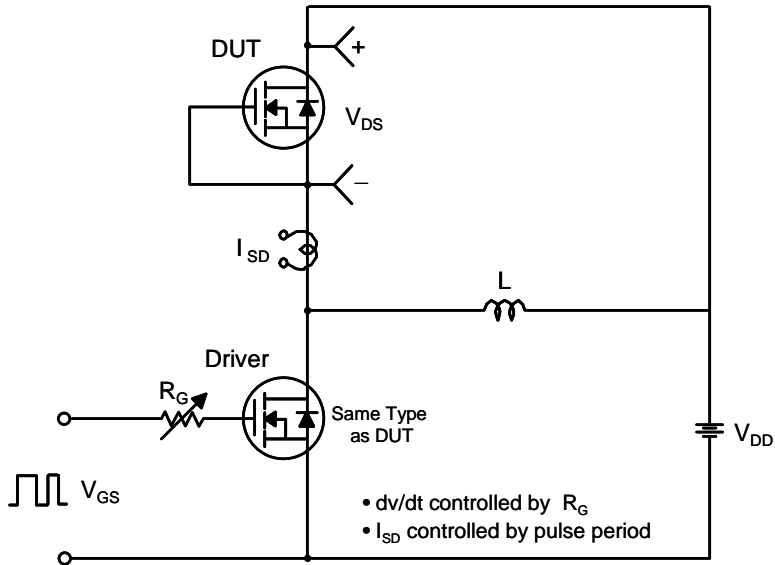 DUT
+
V_DS
–
I_SD
L
Driver
R_G
Same Type
as DUT
V_DD
V_GS
• dv/dt controlled by R_G
• I_SD controlled by pulse period